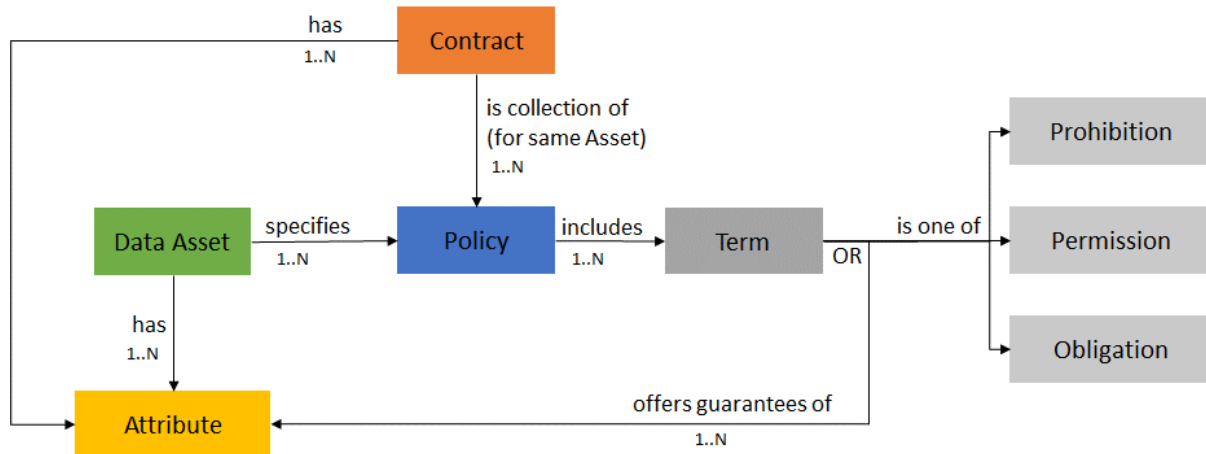 has
1..N
Contract
is collection of
(for same Asset)
1..N
Prohibition
Data Asset
specifies
1..N
Policy
includes
1..N
Term
OR
is one of
Permission
has
1..N
Obligation
Attribute
offers guarantees of
1..N